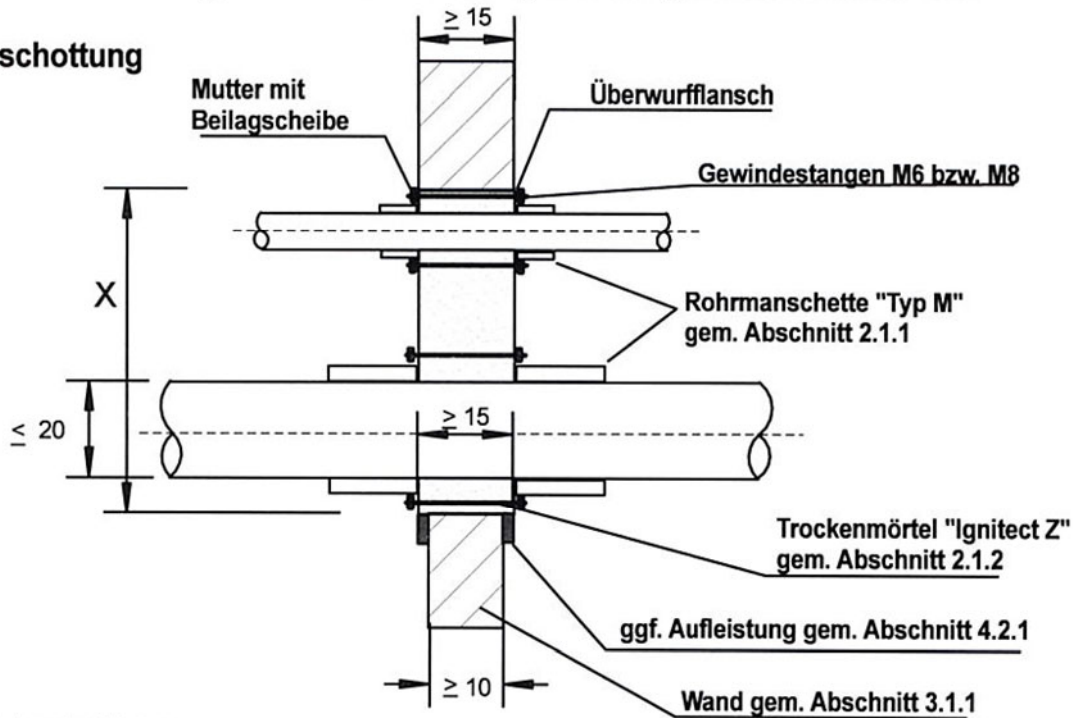 ≥ 15
schottung
Mutter mit
Beilagscheibe
Überwurfflansch
Gewindestangen M6 bzw. M8
X
Rohrmanschette "Typ M"
gem. Abschnitt 2.1.1
≤ 20
≥ 15
Trockenmörtel "Ignitect Z"
gem. Abschnitt 2.1.2
ggf. Aufleistung gem. Abschnitt 4.2.1
≥ 10
Wand gem. Abschnitt 3.1.1